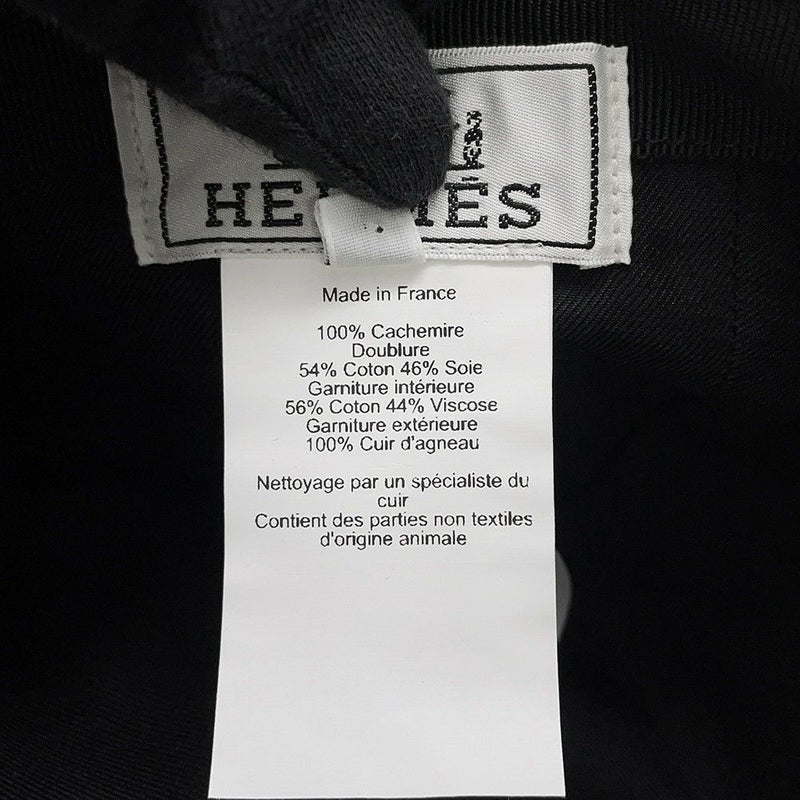 Made in France
100% Cachemire
Doublure
54% Coton 46% Soie
Garniture intérieure
56% Coton 44% Viscose
Garniture extérieure
100% Cuir d'agneau
Nettoyage par un spécialiste du
cuir
Contient des parties non textiles
d'origine animale